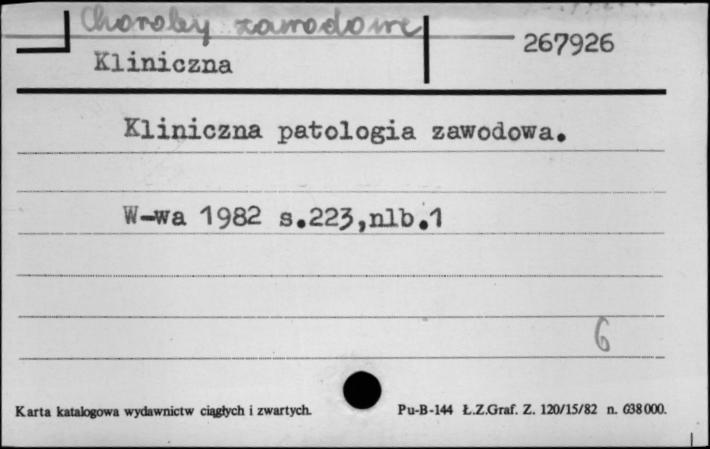 Choroby zawodowe
267926
Kliniczna
Kliniczna patologia zawodowa.
W-wa 1982 s.223,nlb.1
6
Karta katalogowa wydawnictw ciągłych i zwartych.
Pu-B-144 Ł.Z.Graf. Z. 120/15/82 n. 638000.